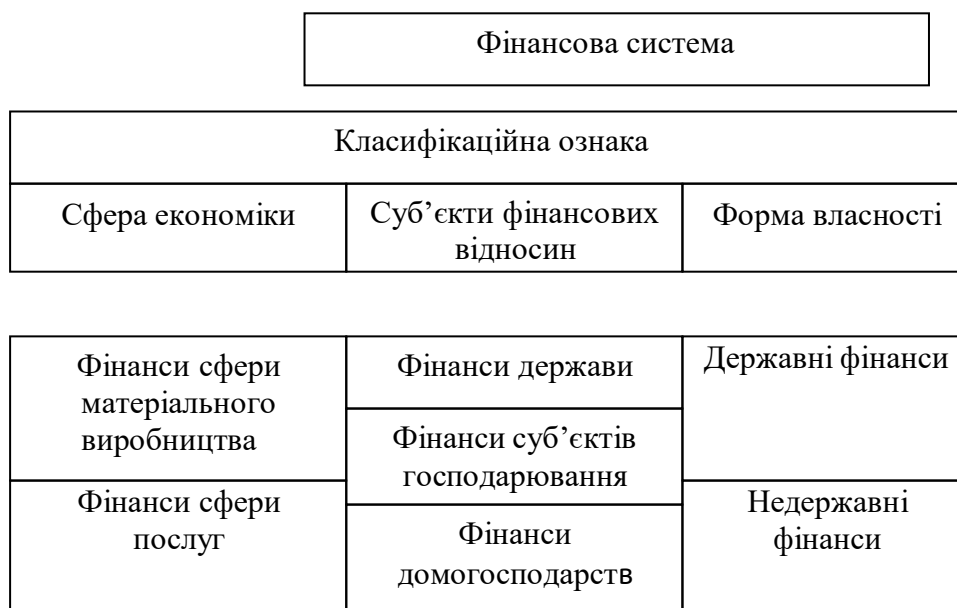 Фінансова система
Класифікаційна ознака
Сфера економіки
Суб’єкти фінансових
відносин
Форма власності
Фінанси сфери
матеріального
виробництва
Фінанси сфери
послуг
Фінанси держави
Фінанси суб’єктів
господарювання
Фінанси
домогосподарств
Державні фінанси
Недержавні
фінанси